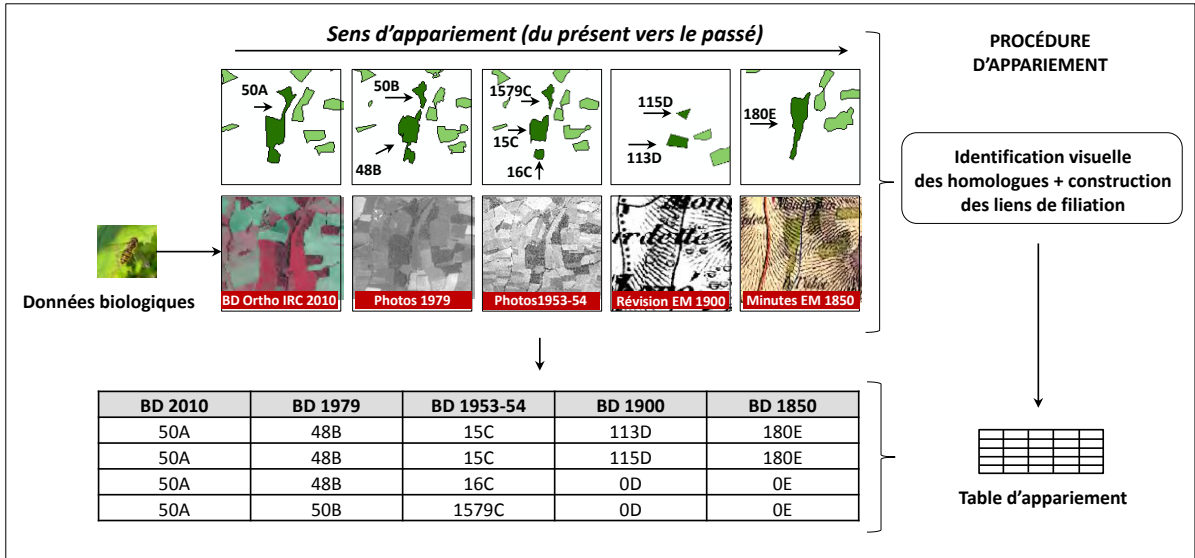 Sens d'appariement (du présent vers le passé)
PROCÉDURE
D'APPARIEMENT
50A
50B
48B
1579C
15C
16C
115D
113D
180E
Identification visuelle
des homologues + construction
des liens de filiation
Données biologiques
BD Ortho IRC 2010
Photos 1979
Photos1953-54
Révision EM 1900
Minutes EM 1850
BD 2010 BD 1979 BD 1953-54 BD 1900 BD 1850
50A 48B 15C 113D 180E
50A 48B 15C 115D 180E
50A 48B 16C 0D 0E
50A 50B 1579C 0D 0E
Table d'appariement